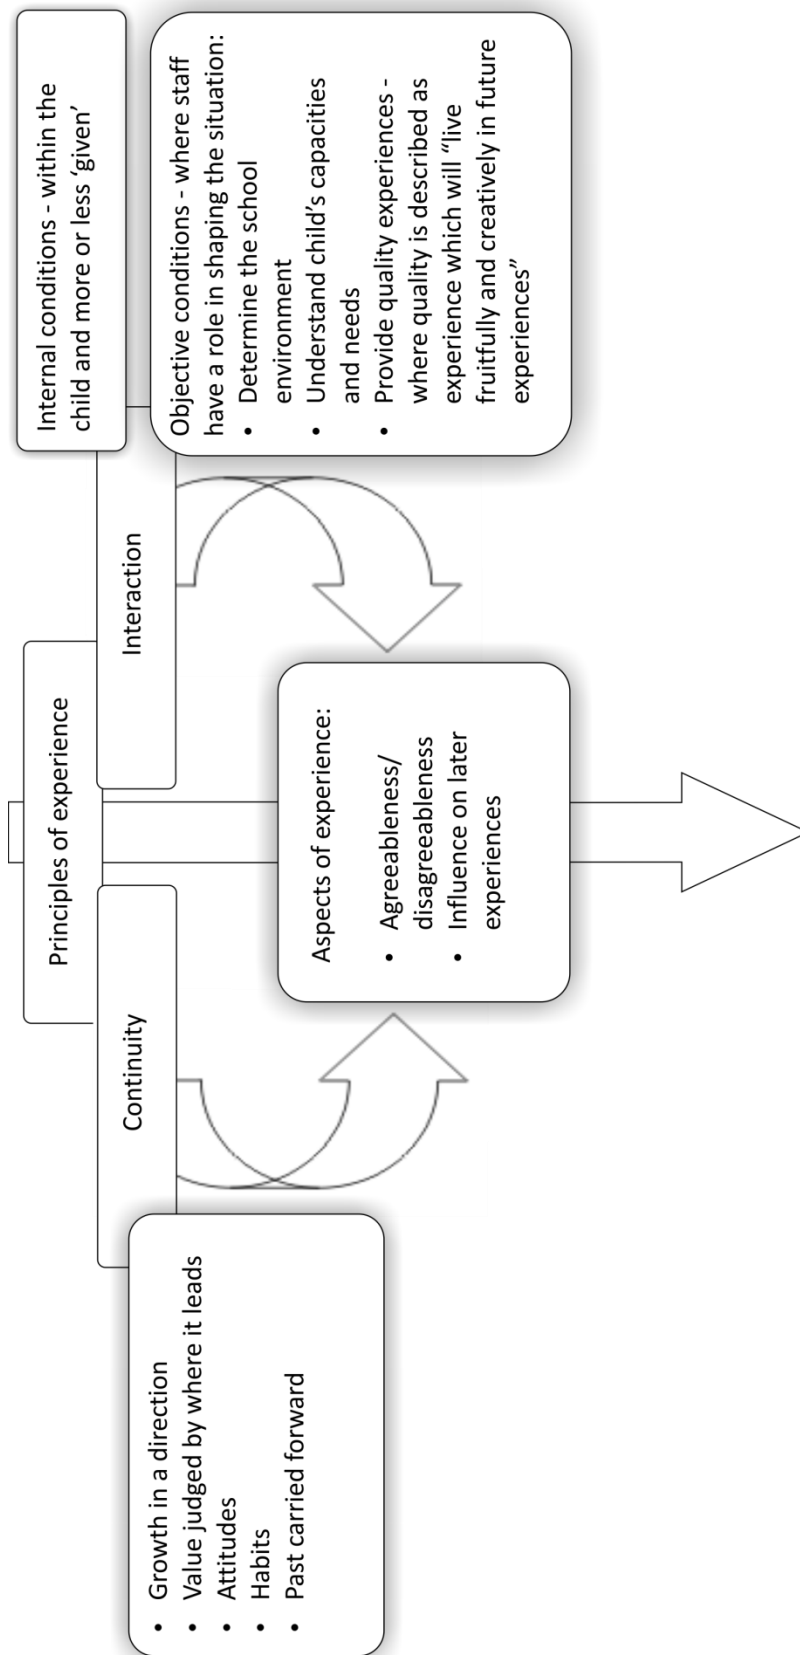 Principles of experience
Continuity
Interaction
• Growth in a direction
• Value judged by where it leads
• Attitudes
• Habits
• Past carried forward
Aspects of experience:
• Agreeableness/
disagreeableness
• Influence on later
experiences
Internal conditions - within the
child and more or less ‘given’
Objective conditions - where staff
have a role in shaping the situation:
• Determine the school
environment
• Understand child’s capacities
and needs
• Provide quality experiences -
where quality is described as
experience which will “live
fruitfully and creatively in future
experiences”